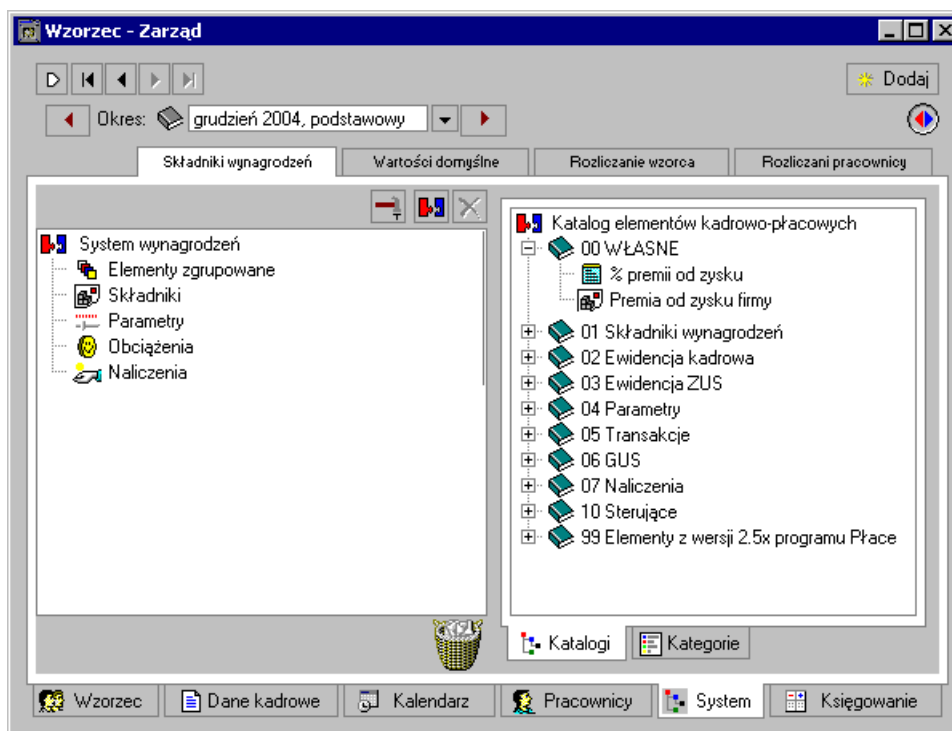 Wzorzec - Zarząd
Dodaj
Okres: grudzień 2004, podstawowy
Składniki wynagrodzeń Wartości domyślne Rozliczanie wzorca Rozliczani pracownicy
System wynagrodzeń
Elementy zgrupowane
Składniki
Parametry
Obciążenia
Naliczenia
Katalog elementów kadrowo-płacowych
00 WŁASNE
% premii od zysku
Premia od zysku firmy
01 Składniki wynagrodzeń
02 Ewidencja kadrowa
03 Ewidencja ZUS
04 Parametry
05 Transakcje
06 GUS
07 Naliczenia
10 Sterujące
99 Elementy z wersji 2.5x programu Płace
Katalogi Kategorie
Wzorzec Dane kadrowe Kalendarz Pracownicy System Księgowanie